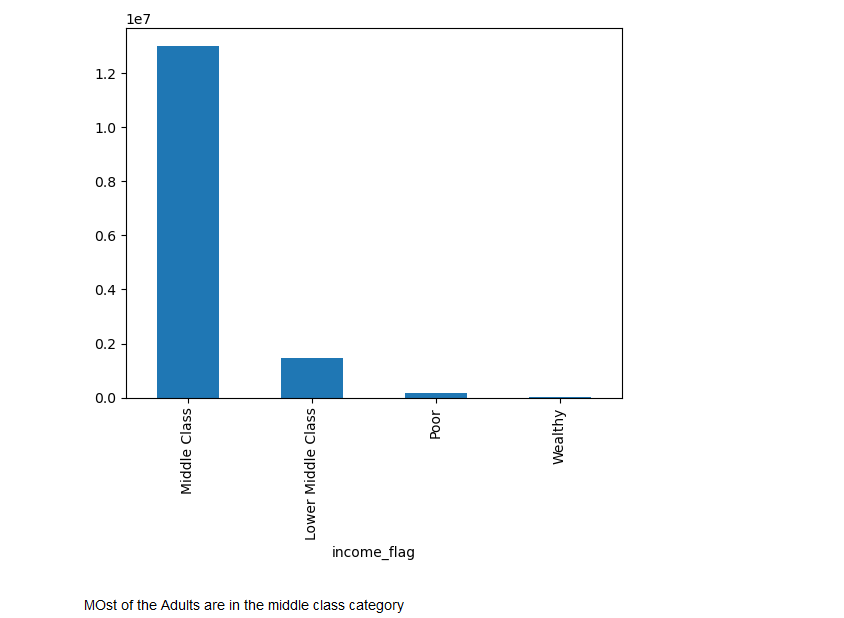 1e7
1.2
1.0
0.8
0.6
0.4
0.2
0.0
Middle Class
Lower Middle Class
Poor
Wealthy
income_flag
MOst of the Adults are in the middle class category